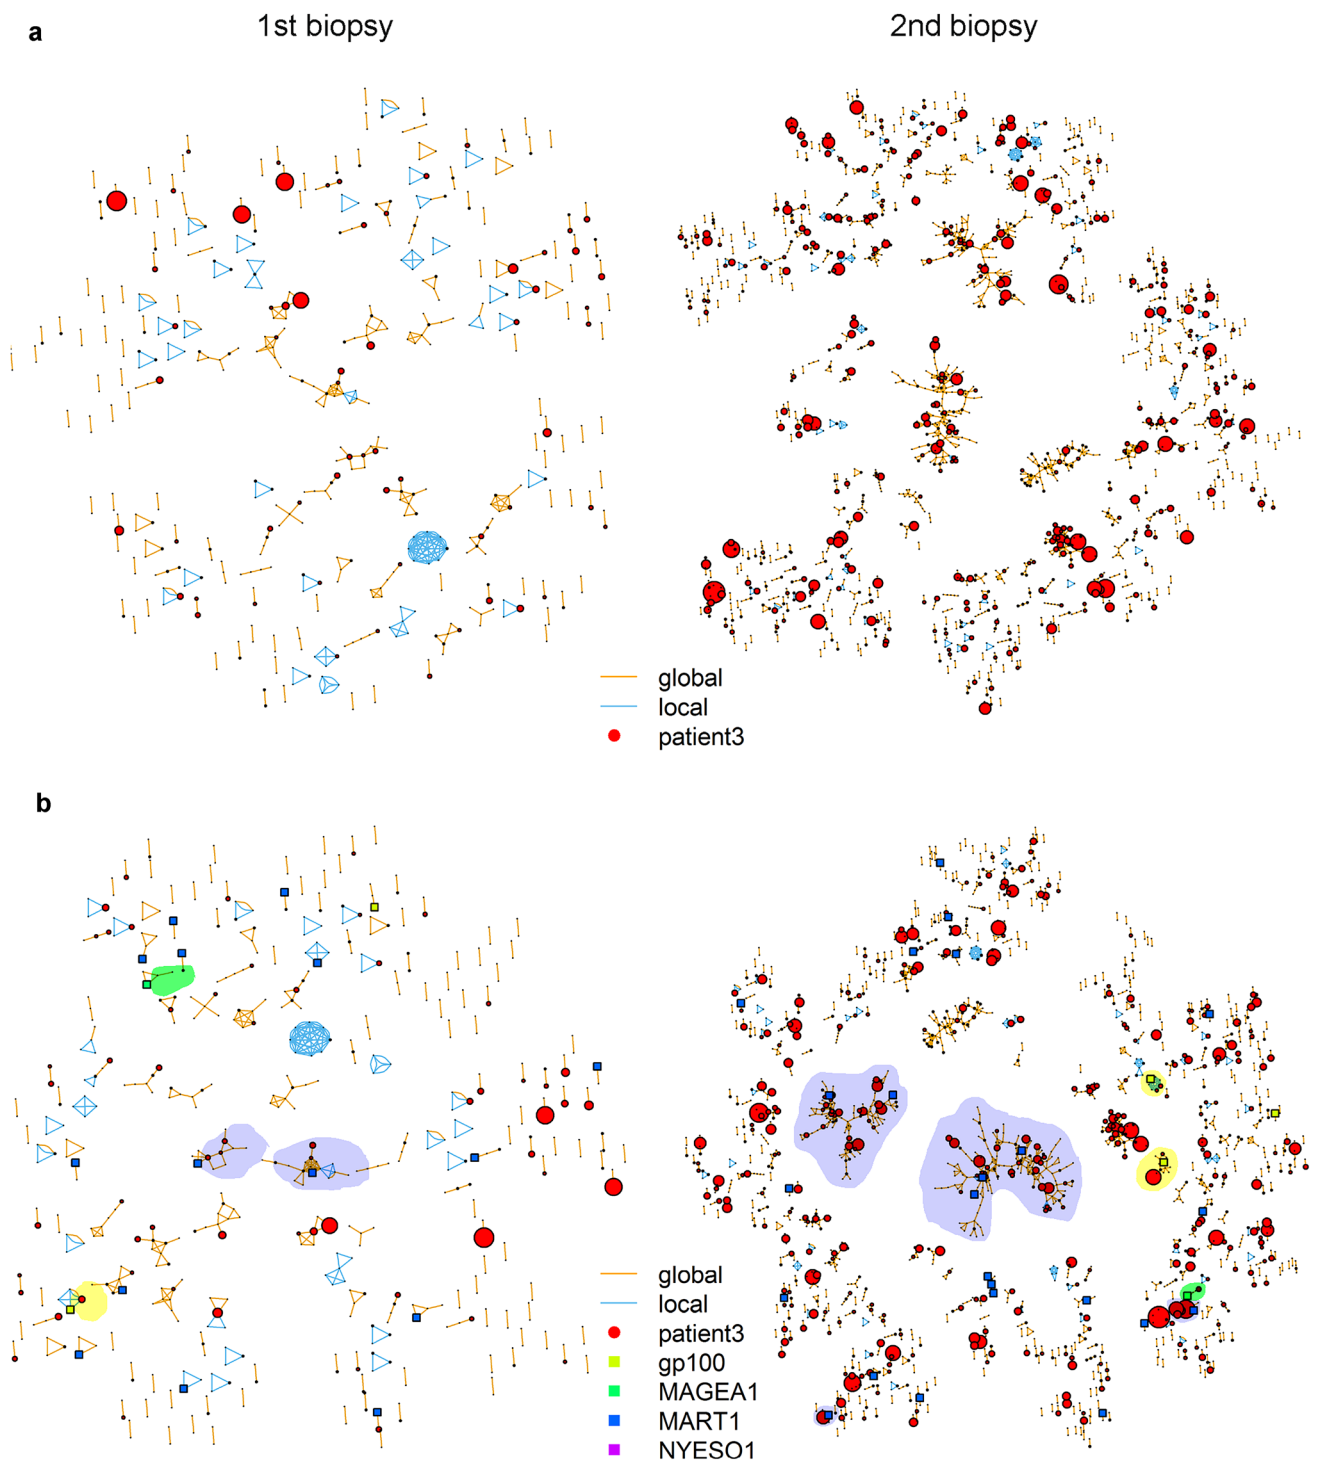 a
1st biopsy
2nd biopsy
global
local
patient3
b
global
local
patient3
gp100
MAGEA1
MART1
NYESO1